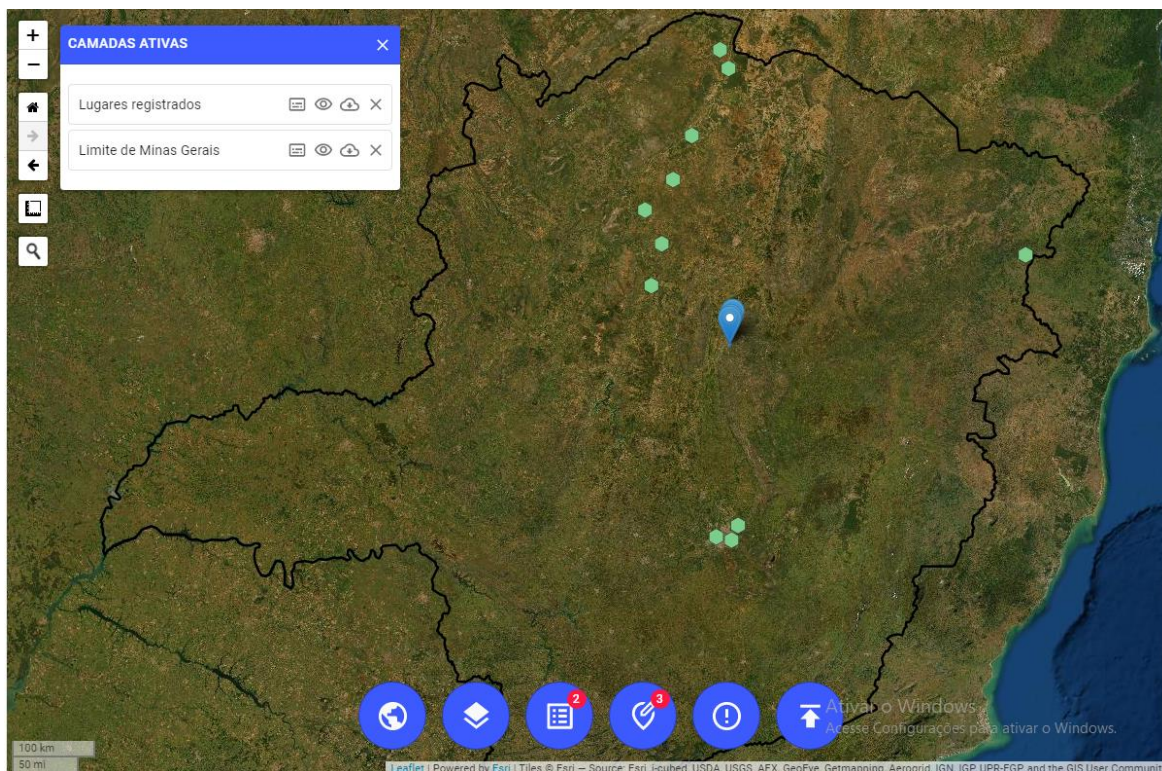 +
CAMADAS ATIVAS
−
Lugares registrados
Limite de Minas Gerais
2
3
Ativar o Windows
Acesse Configurações para ativar o Windows.
100 km
50 mi
Leaflet | Powered by Esri | Tiles © Esri — Source: Esri, i-cubed, USDA, USGS, AEX, GeoEye, Getmapping, Aerogrid, IGN, IGP, UPR-EGP, and the GIS User Communit